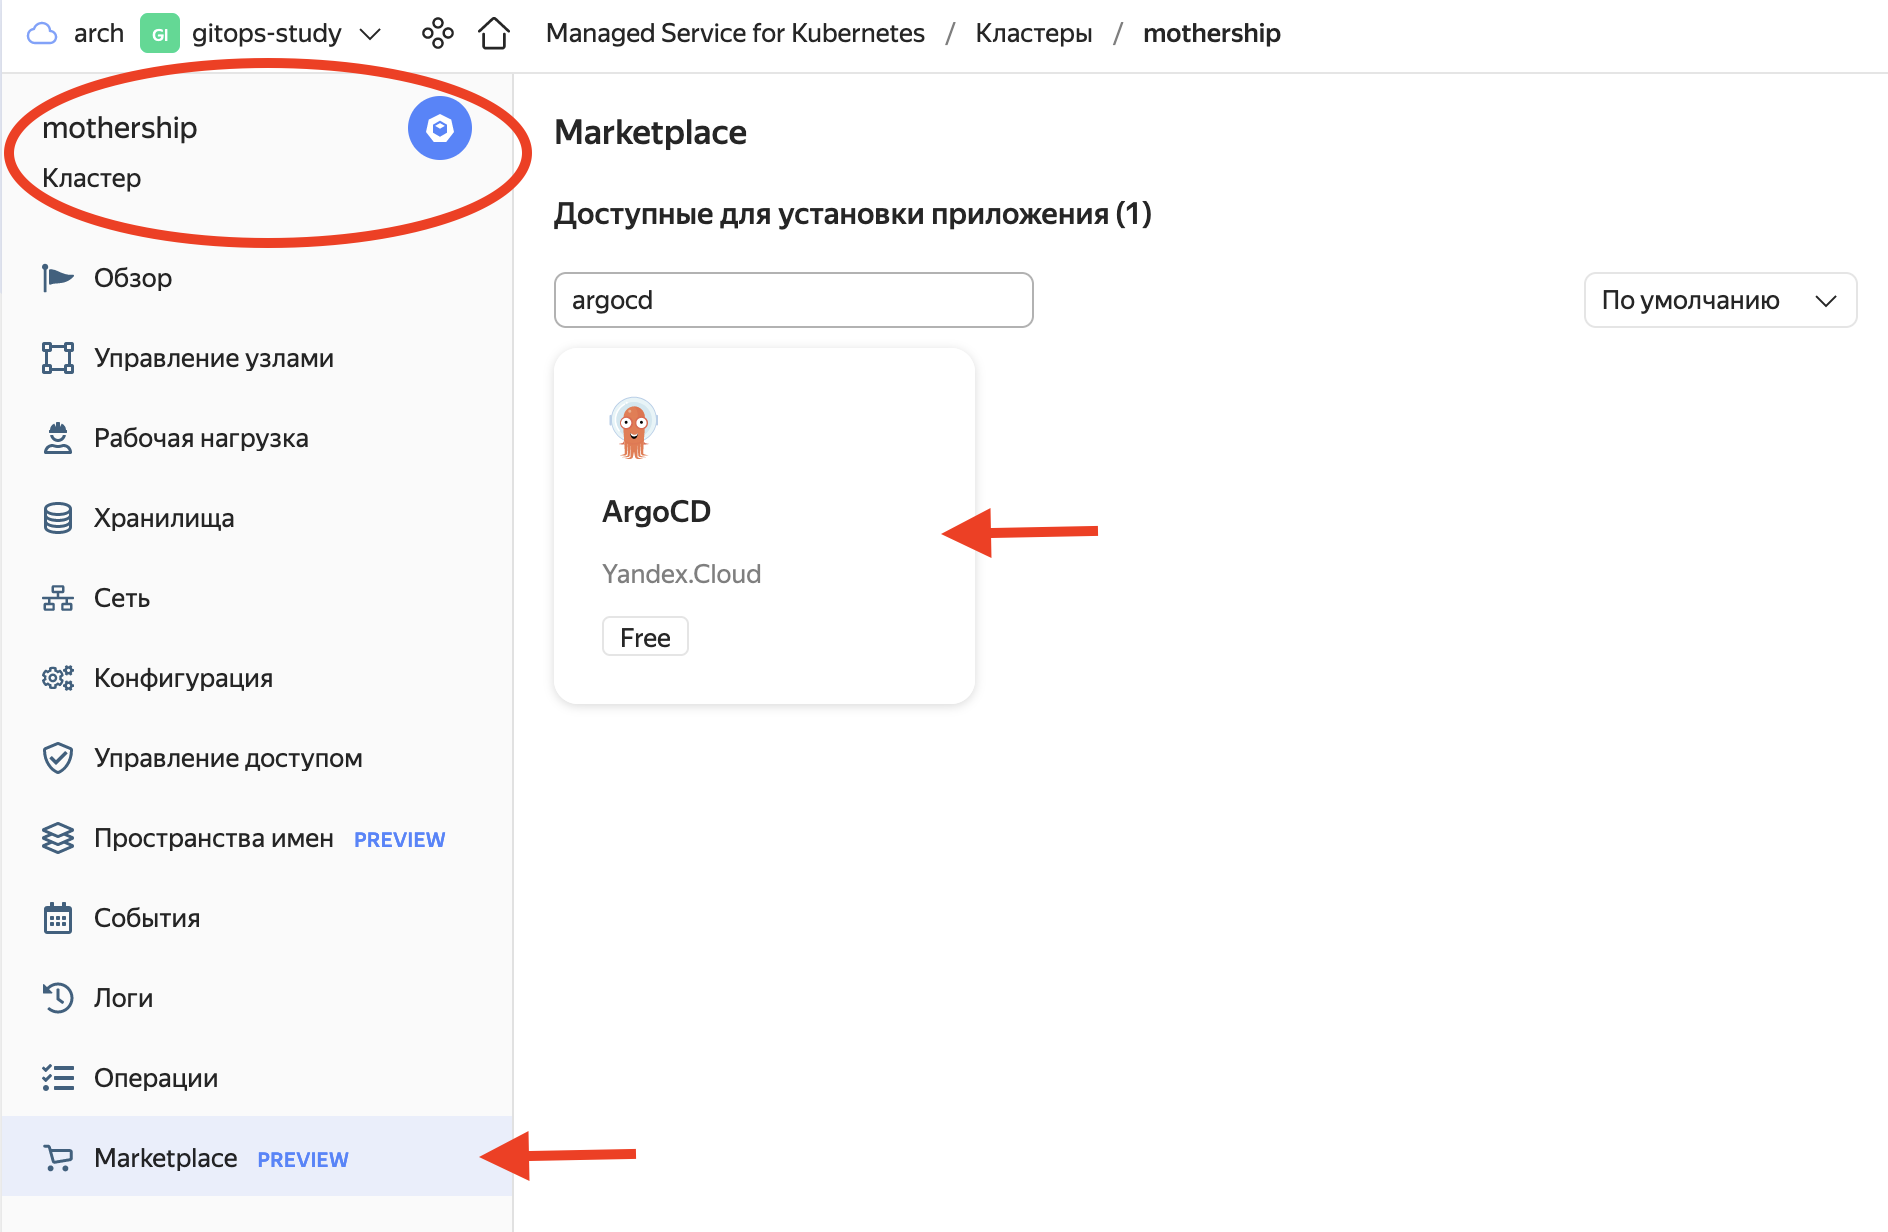 arch GI gitops-study Managed Service for Kubernetes / Кластеры / mothership
mothership
Кластер
Обзор
Управление узлами
Рабочая нагрузка
Хранилища
Сеть
Конфигурация
Управление доступом
Пространства имен PREVIEW
События
Логи
Операции
Marketplace PREVIEW
Marketplace
Доступные для установки приложения (1)
argocd
По умолчанию
ArgoCD
Yandex.Cloud
Free